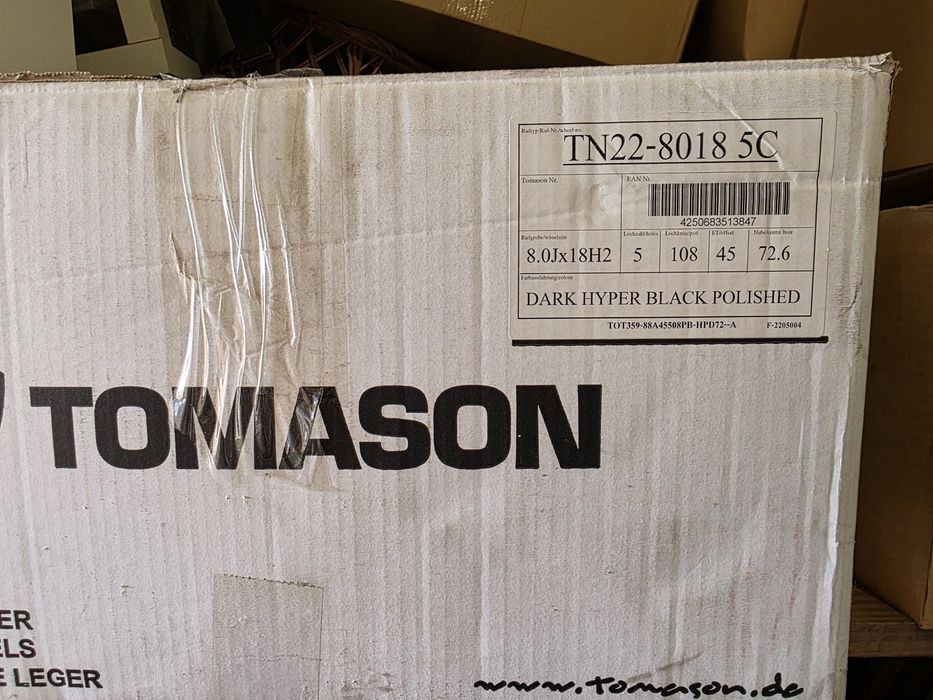 Radtyp/Rad-Nr./wheel-no.
TN22-8018 5C
Tomason Nr.
EAN Nr.
4250683513847
Radgröße/wheelsize Lochzahl/holes Lochkreis/pcd ET/offset Nabe/centre bore
8.0Jx18H2 5 108 45 72.6
Farbausführung/colour
DARK HYPER BLACK POLISHED
TOT359-88A45508PB-HPD72--A F-2205004
TOMASON
ER
ELS
E LEGER
www.tomason.de